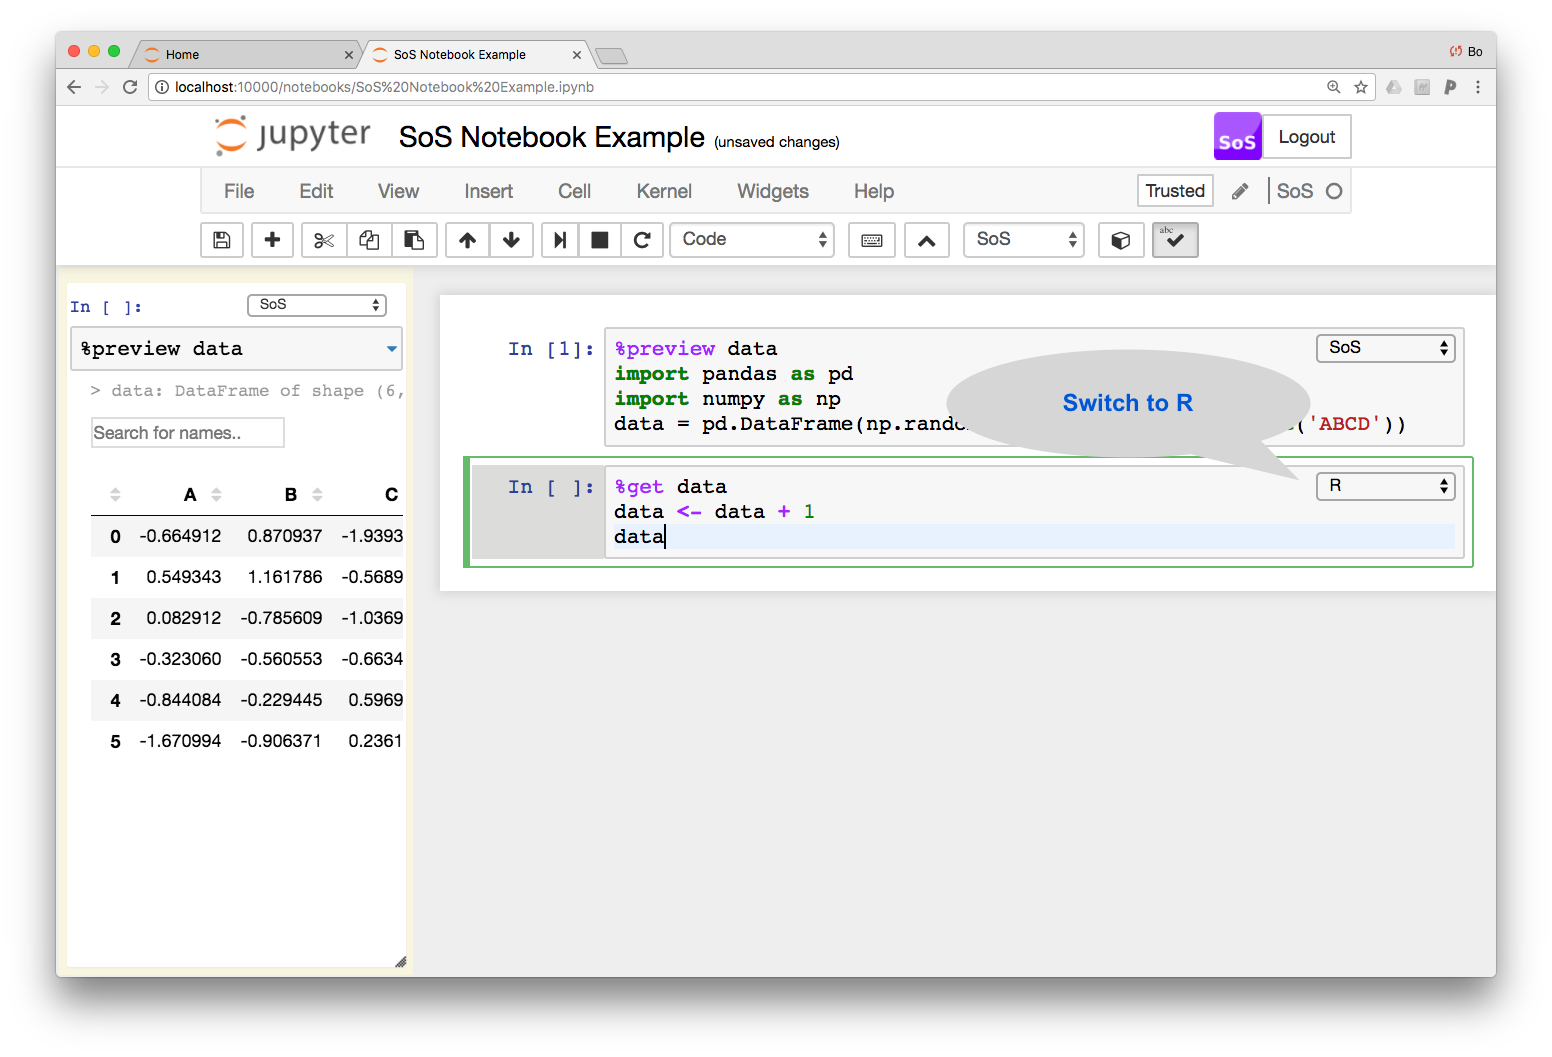 Home
SoS Notebook Example
Bo
localhost:10000/notebooks/SoS%20Notebook%20Example.ipynb
jupyter SoS Notebook Example (unsaved changes)
SoS
Logout
File Edit View Insert Cell Kernel Widgets Help
Trusted
SoS
Code
SoS
abc
In [ ]:
SoS
%preview data
> data: DataFrame of shape (6,
Search for names..
A B C
0 -0.664912 0.870937 -1.9393
1 0.549343 1.161786 -0.5689
2 0.082912 -0.785609 -1.0369
3 -0.323060 -0.560553 -0.6634
4 -0.844084 -0.229445 0.5969
5 -1.670994 -0.906371 0.2361
In [1]:
%preview data
SoS
import pandas as pd
import numpy as np
data = pd.DataFrame(np.rand ('ABCD'))
Switch to R
In [ ]:
%get data
R
data <- data + 1
data